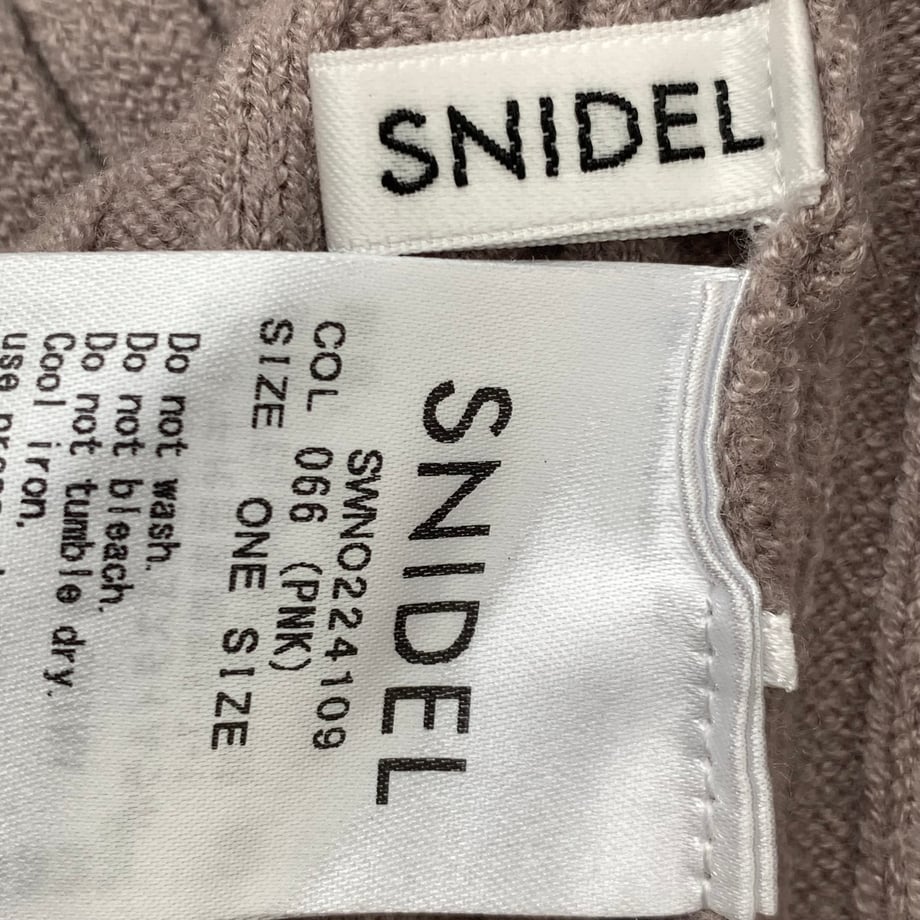 SNIDEL
SNIDEL
SWNO224109
COL 066 (PNK)
SIZE ONE SIZE
Do not wash.
Do not bleach.
Do not tumble dry.
Cool iron.
use